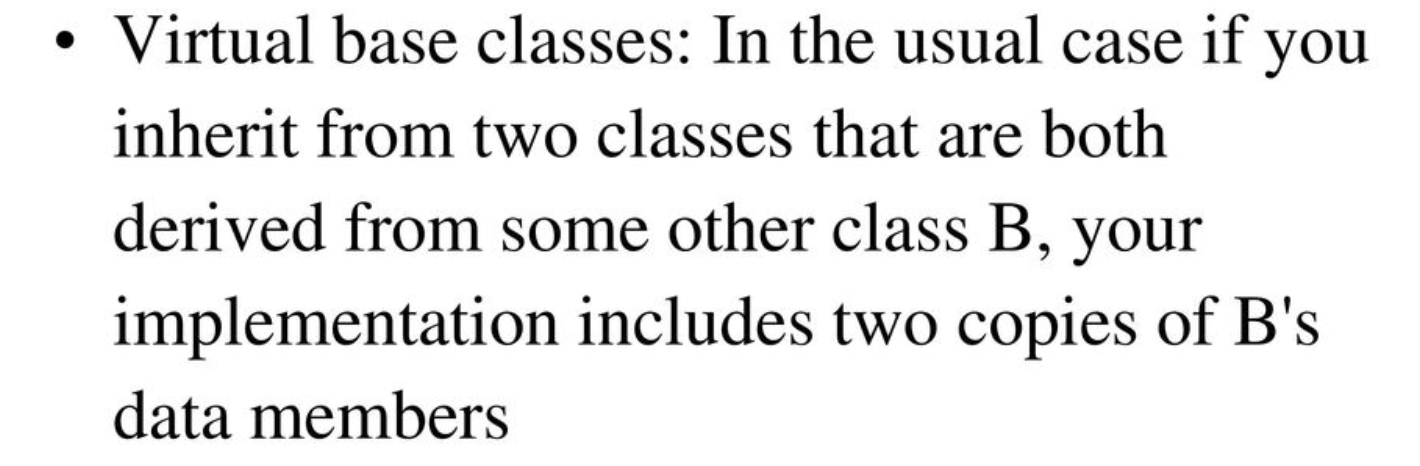 • Virtual base classes: In the usual case if you
inherit from two classes that are both
derived from some other class B, your
implementation includes two copies of B's
data members